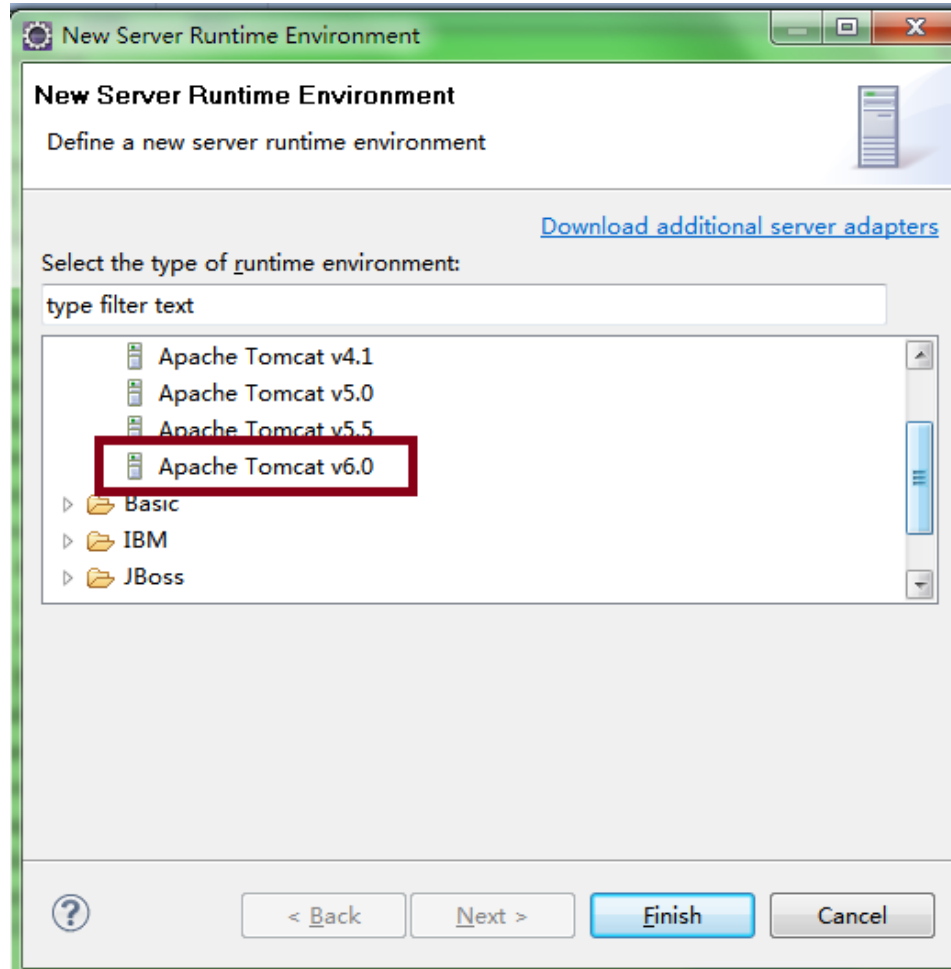 New Server Runtime Environment
New Server Runtime Environment
Define a new server runtime environment
Download additional server adapters
Select the type of runtime environment:
type filter text
Apache Tomcat v4.1
Apache Tomcat v5.0
Apache Tomcat v5.5
Apache Tomcat v6.0
Basic
IBM
JBoss
? < Back Next > Finish Cancel